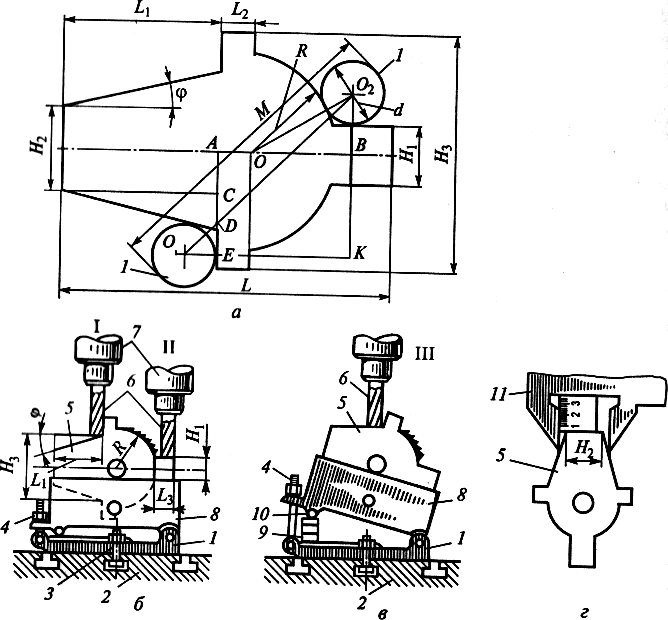 L₁
L₂
R
1
O₂
φ
M
d
H₂
A
O
B
H₁
H₃
C
D
O
E
K
1
L
а
I
7
II
III
φ
5
6
H₁
R
H₃
L₁
L₃
4
8
1
3
2
б
6
5
4
8
10
9
1
2
в
11
1 2 3
H₂
5
г